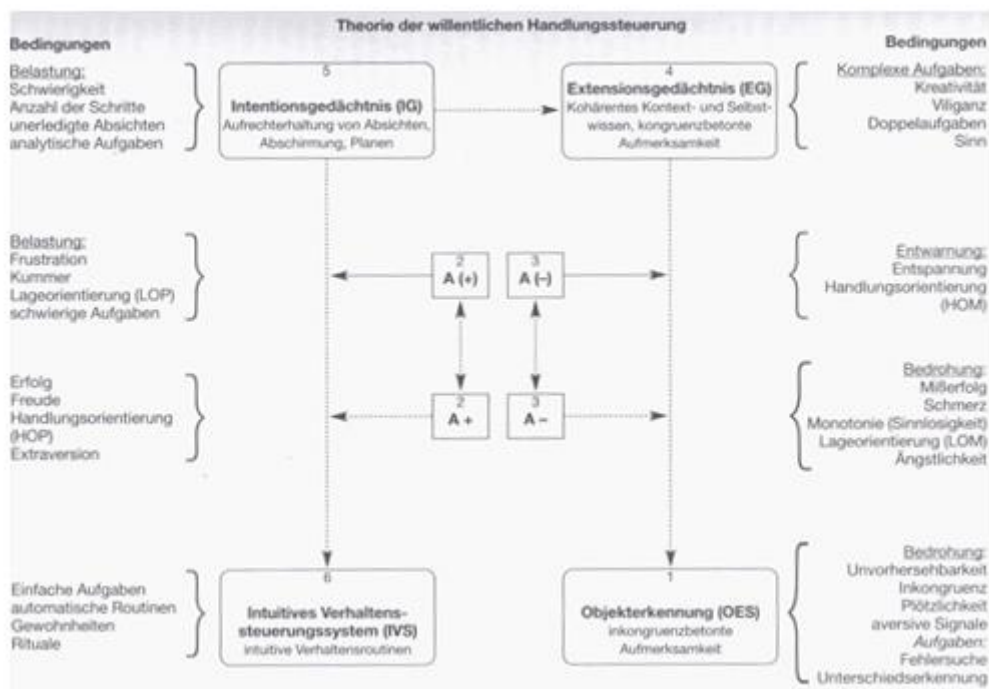 Theorie der willentlichen Handlungssteuerung
Bedingungen
Belastung:
Schwierigkeit
Anzahl der Schritte
unerledigte Absichten
analytische Aufgaben
5
Intentionsgedächtnis (IG)
Aufrechterhaltung von Absichten,
Abschirmung, Planen
4
Extensionsgedächtnis (EG)
Kohärentes Kontext- und Selbst-
wissen, kongruenzbetonte
Aufmerksamkeit
Bedingungen
Komplexe Aufgaben:
Kreativität
Viliganz
Doppelaufgaben
Sinn
Belastung:
Frustration
Kummer
Lageorientierung (LOP)
schwierige Aufgaben
2
A (+)
3
A (–)
Entwarnung:
Entspannung
Handlungsorientierung
(HOM)
Erfolg
Freude
Handlungsorientierung
(HOP)
Extraversion
2
A +
3
A –
Bedrohung:
Mißerfolg
Schmerz
Monotonie (Sinnlosigkeit)
Lageorientierung (LOM)
Ängstlichkeit
Einfache Aufgaben
automatische Routinen
Gewohnheiten
Rituale
6
Intuitives Verhaltens-
steuerungssystem (IVS)
intuitive Verhaltensroutinen
1
Objekterkennung (OES)
inkongruenzbetonte
Aufmerksamkeit
Bedrohung:
Unvorhersehbarkeit
Inkongruenz
Plötzlichkeit
aversive Signale
Aufgaben:
Fehlersuche
Unterschiedserkennung